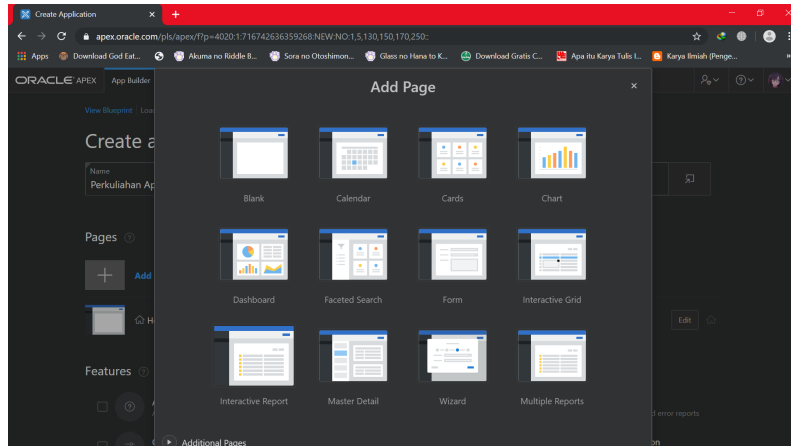 Create Application
apex.oracle.com/pls/apex/f?p=4020:1:716742636359268:NEW:NO:1,5,130,150,170,250::
Apps
Download God Eat...
Akuma no Riddle B...
Sora no Otoshimon...
Glass no Hana to K...
Download Gratis C...
Apa itu Karya Tulis I...
Karya Ilmiah (Penge...
ORACLE APEX
App Builder
View Blueprint
Loa
Create a
Name
Perkuliahan Ap
Pages
Add
H
Edit
Features
Add Page
Blank
Calendar
Cards
Chart
Dashboard
Faceted Search
Form
Interactive Grid
Interactive Report
Master Detail
Wizard
Multiple Reports
Additional Pages
d error reports
on